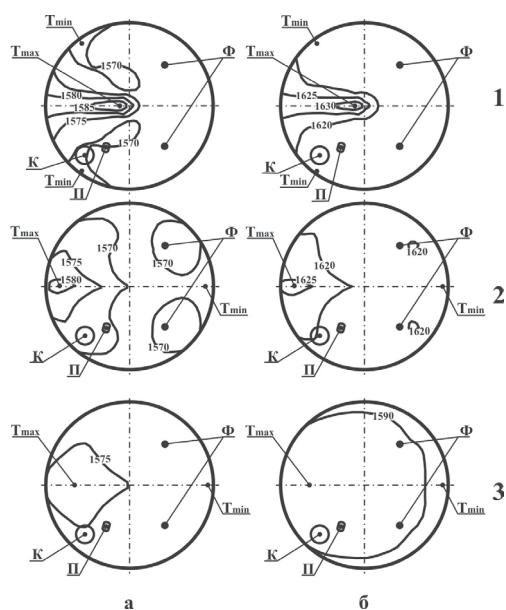 Tmin
Tmax
1570
1580
1585
1575
1570
К
Tmin
П
Ф
Tmin
Tmax
1625
1630
1620
К
Tmin
П
Ф
1
Tmax
1575
1570
1580
1570
1570
К
П
Ф
Tmin
Tmax
1620
1625
1620
1620
К
П
Ф
Tmin
2
Tmax
1575
К
П
Ф
Tmin
1590
Tmax
К
П
Ф
Tmin
3
а
б